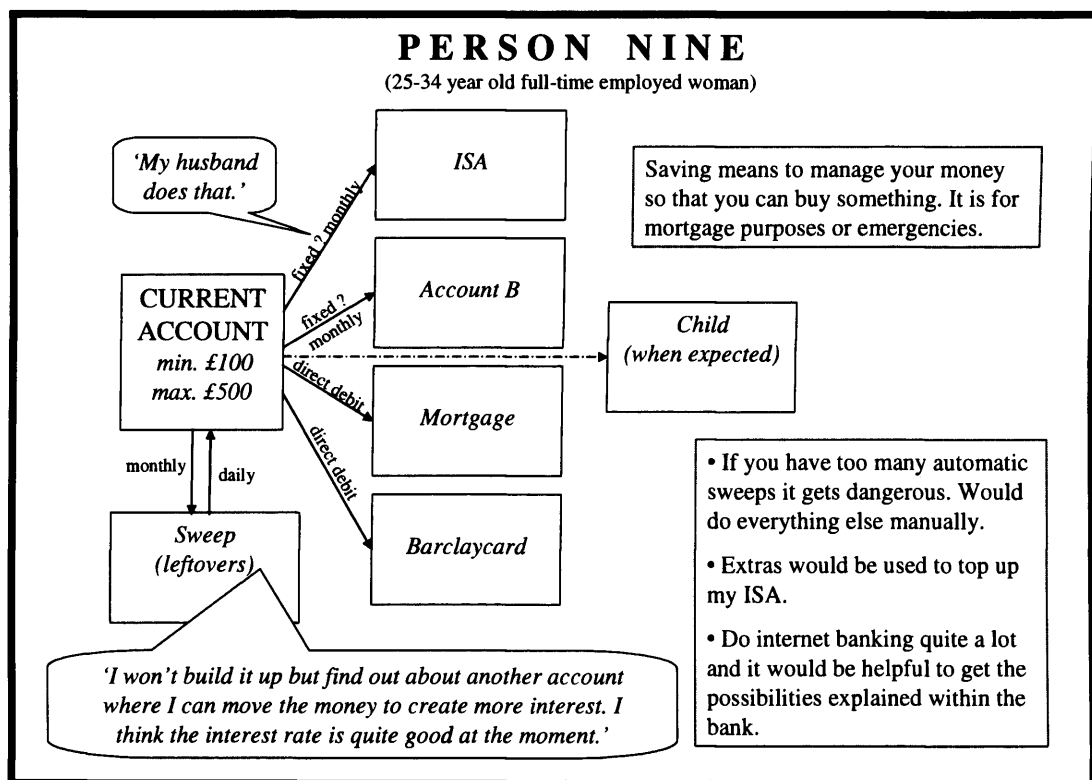 PERSON NINE
(25-34 year old full-time employed woman)
‘My husband
does that.’
fixed ? monthly
ISA
Saving means to manage your money
so that you can buy something. It is for
mortgage purposes or emergencies.
CURRENT
ACCOUNT
min. £100
max. £500
fixed ?
monthly
Account B
Child
(when expected)
direct debit
Mortgage
direct debit
Barclaycard
monthly
daily
Sweep
(leftovers)
‘I won’t build it up but find out about another account
where I can move the money to create more interest. I
think the interest rate is quite good at the moment.’
• If you have too many automatic
sweeps it gets dangerous. Would
do everything else manually.
• Extras would be used to top up
my ISA.
• Do internet banking quite a lot
and it would be helpful to get the
possibilities explained within the
bank.